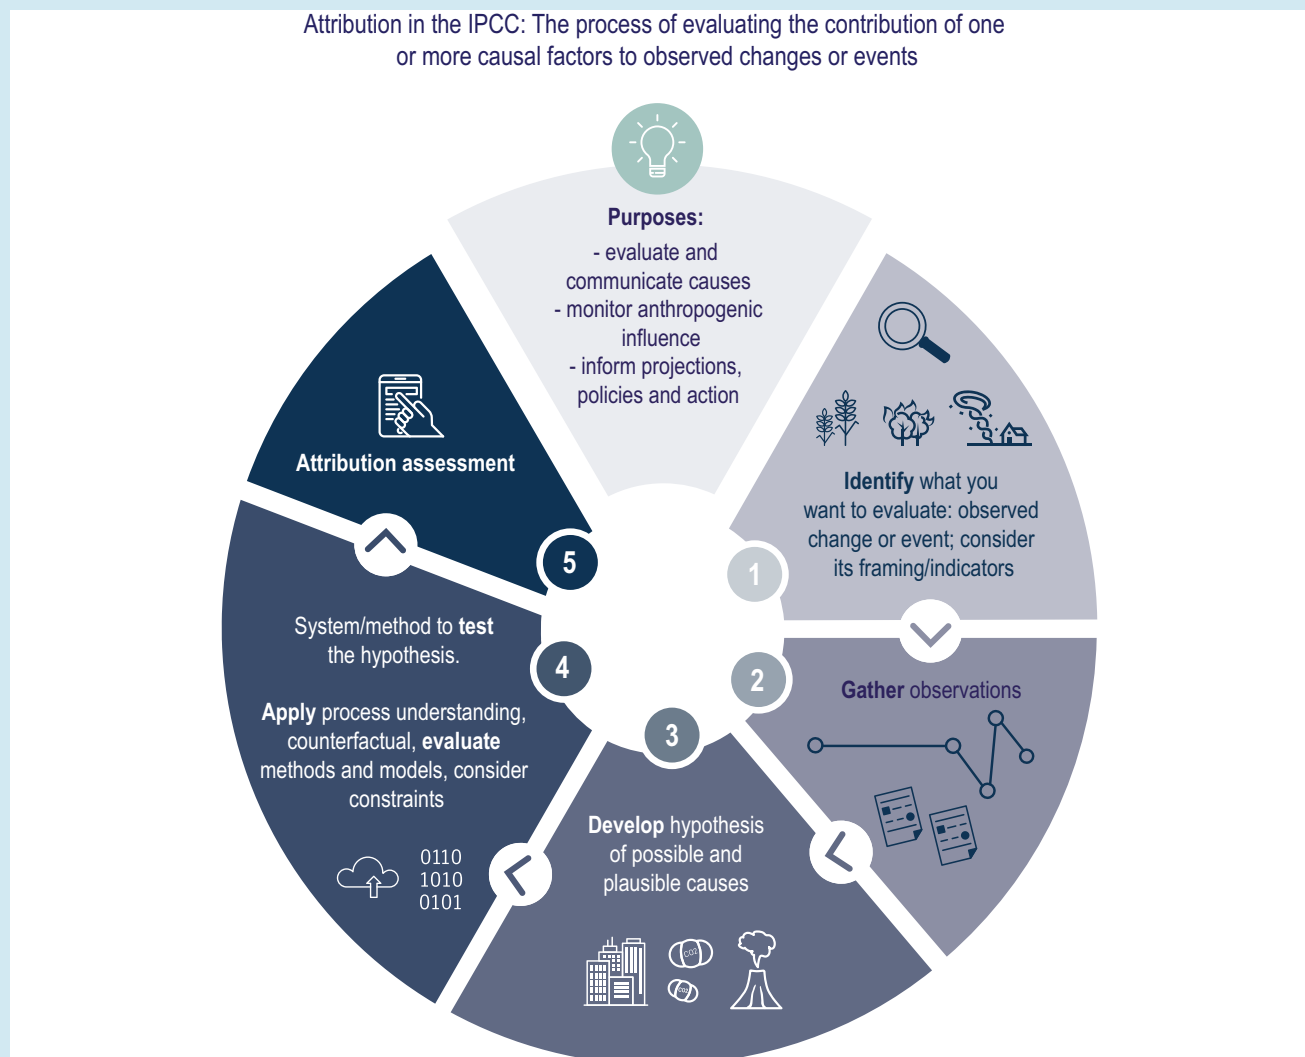 Attribution in the IPCC: The process of evaluating the contribution of one
or more causal factors to observed changes or events
Purposes:
- evaluate and
communicate causes
- monitor anthropogenic
influence
- inform projections,
policies and action
1
Identify what you
want to evaluate: observed
change or event; consider
its framing/indicators
2
Gather observations
3
Develop hypothesis
of possible and
plausible causes
CO2
CO2
4
System/method to test
the hypothesis.
Apply process understanding,
counterfactual, evaluate
methods and models, consider
constraints
0110
1010
0101
5
Attribution assessment